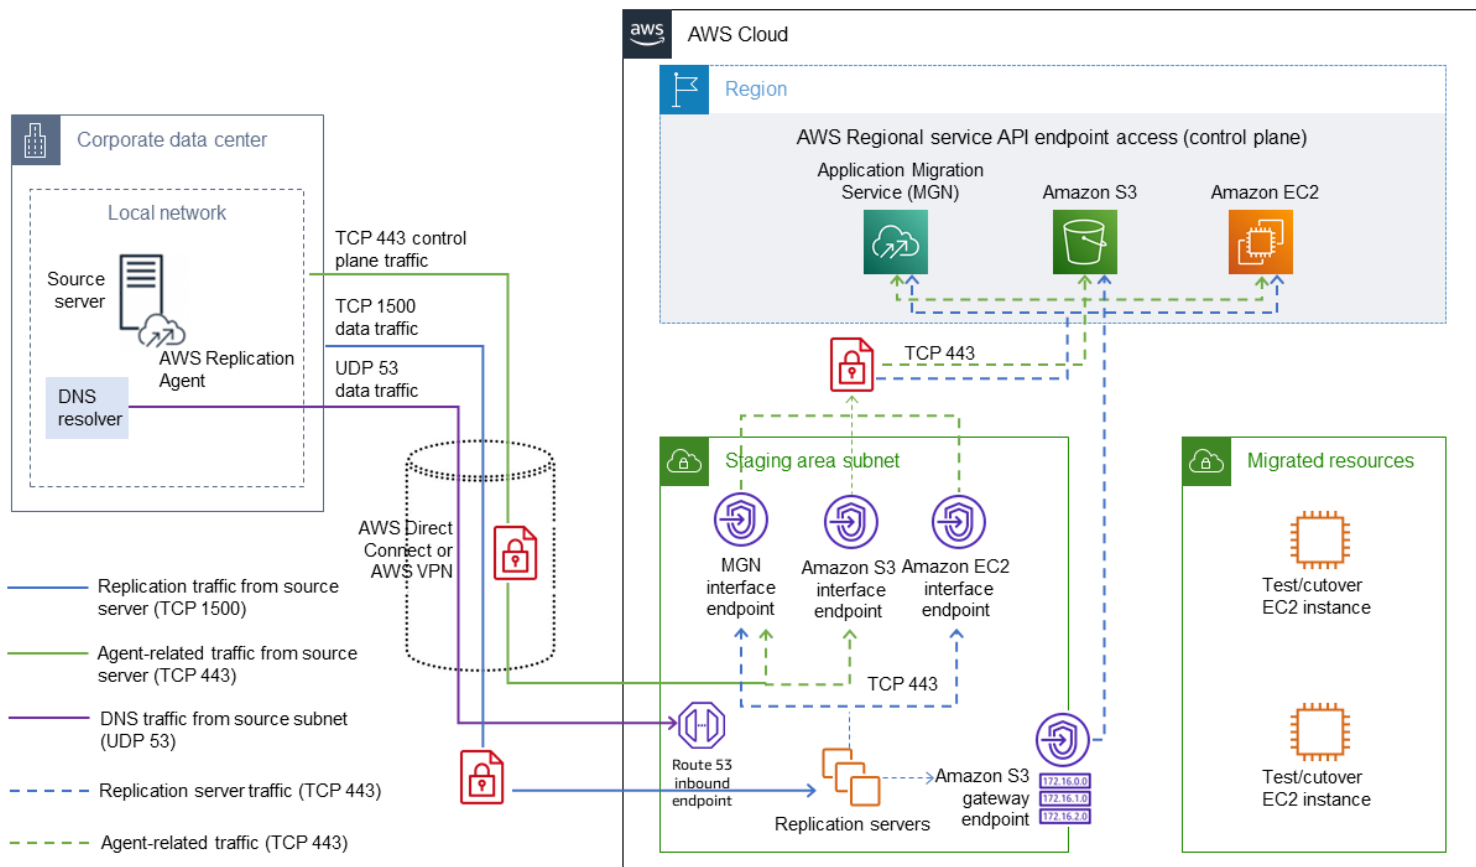 aws
AWS Cloud
Region
AWS Regional service API endpoint access (control plane)
Application Migration
Service (MGN)
Amazon S3
Amazon EC2
Corporate data center
Local network
Source
server
AWS Replication
Agent
DNS
resolver
TCP 443 control
plane traffic
TCP 1500
data traffic
UDP 53
data traffic
AWS Direct
Connect or
AWS VPN
TCP 443
Staging area subnet
MGN
interface
endpoint
Amazon S3
interface
endpoint
Amazon EC2
interface
endpoint
TCP 443
Route 53
inbound
endpoint
Replication servers
Amazon S3
gateway
endpoint
172.16.0.0
172.16.1.0
172.16.2.0
Migrated resources
Test/cutover
EC2 instance
Test/cutover
EC2 instance
Replication traffic from source
server (TCP 1500)
Agent-related traffic from source
server (TCP 443)
DNS traffic from source subnet
(UDP 53)
Replication server traffic (TCP 443)
Agent-related traffic (TCP 443)